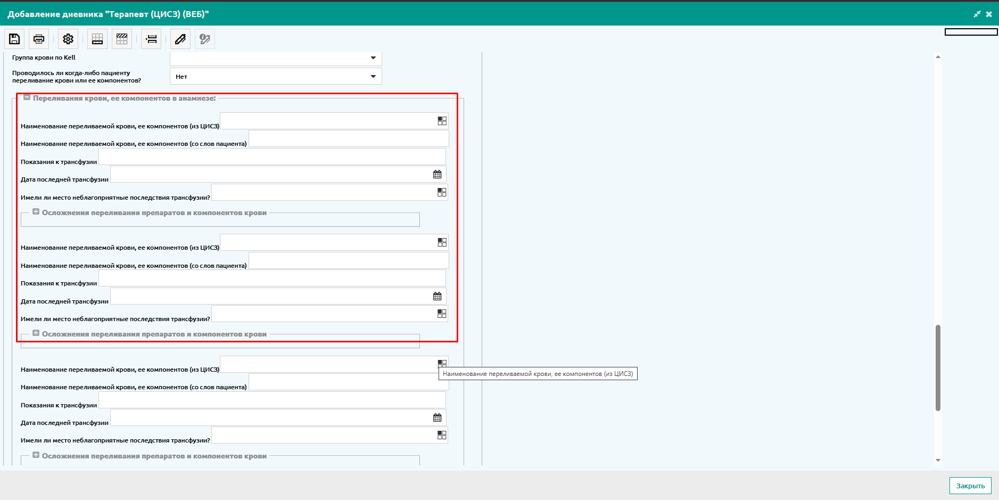 Добавление дневника "Терапевт (ЦИСЗ) (ВЕБ)"
Группа крови по Kell
Проводилось ли когда-либо пациенту
переливание крови или ее компонентов?
Нет
Переливания крови, ее компонентов в анамнезе:
Наименование переливаемой крови, ее компонентов (из ЦИСЗ)
Наименование переливаемой крови, ее компонентов (со слов пациента)
Показания к трансфузии
Дата последней трансфузии
Имели ли место неблагоприятные последствия трансфузии?
Осложнения переливания препаратов и компонентов крови
Наименование переливаемой крови, ее компонентов (из ЦИСЗ)
Наименование переливаемой крови, ее компонентов (со слов пациента)
Показания к трансфузии
Дата последней трансфузии
Имели ли место неблагоприятные последствия трансфузии?
Осложнения переливания препаратов и компонентов крови
Наименование переливаемой крови, ее компонентов (из ЦИСЗ)
Наименование переливаемой крови, ее компонентов (из ЦИСЗ)
Наименование переливаемой крови, ее компонентов (со слов пациента)
Показания к трансфузии
Дата последней трансфузии
Имели ли место неблагоприятные последствия трансфузии?
Осложнения переливания препаратов и компонентов крови
Закрыть